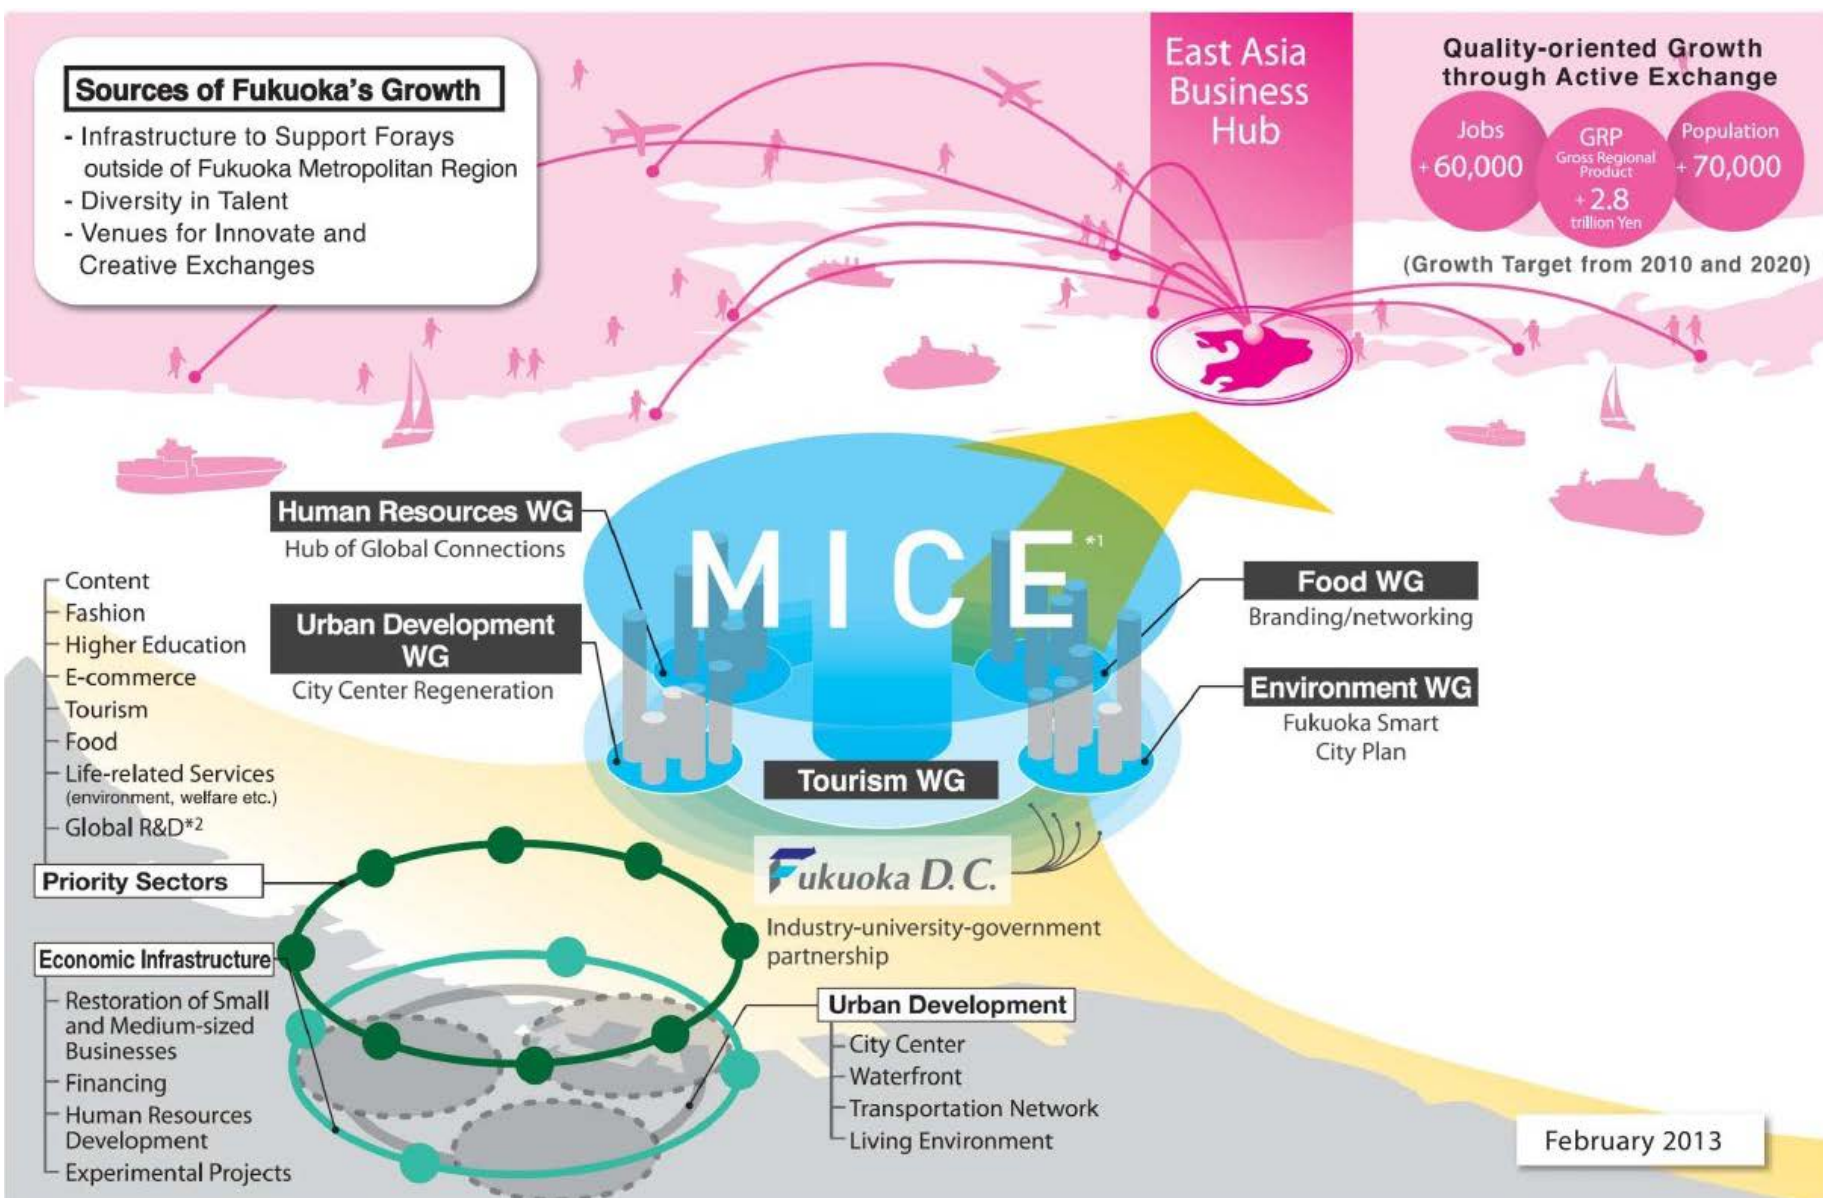 Sources of Fukuoka's Growth
- Infrastructure to Support Forays
outside of Fukuoka Metropolitan Region
- Diversity in Talent
- Venues for Innovate and
Creative Exchanges
East Asia
Business
Hub
Quality-oriented Growth
through Active Exchange
Jobs
+60,000
GRP
Gross Regional
Product
+2.8
trillion Yen
Population
+70,000
(Growth Target from 2010 and 2020)
MICE*1
Human Resources WG
Hub of Global Connections
Urban Development
WG
City Center Regeneration
Food WG
Branding/networking
Environment WG
Fukuoka Smart
City Plan
Tourism WG
Fukuoka D.C.
Industry-university-government
partnership
Content
Fashion
Higher Education
E-commerce
Tourism
Food
Life-related Services
(environment, welfare etc.)
Global R&D*2
Priority Sectors
Economic Infrastructure
Restoration of Small
and Medium-sized
Businesses
Financing
Human Resources
Development
Experimental Projects
Urban Development
City Center
Waterfront
Transportation Network
Living Environment
February 2013